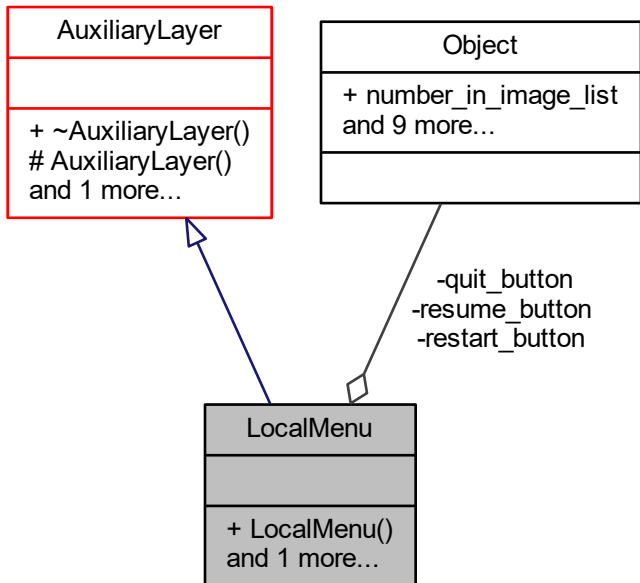 AuxiliaryLayer
+ ~AuxiliaryLayer()
# AuxiliaryLayer()
and 1 more...
Object
+ number_in_image_list
and 9 more...
-quit_button
-resume_button
-restart_button
LocalMenu
+ LocalMenu()
and 1 more...